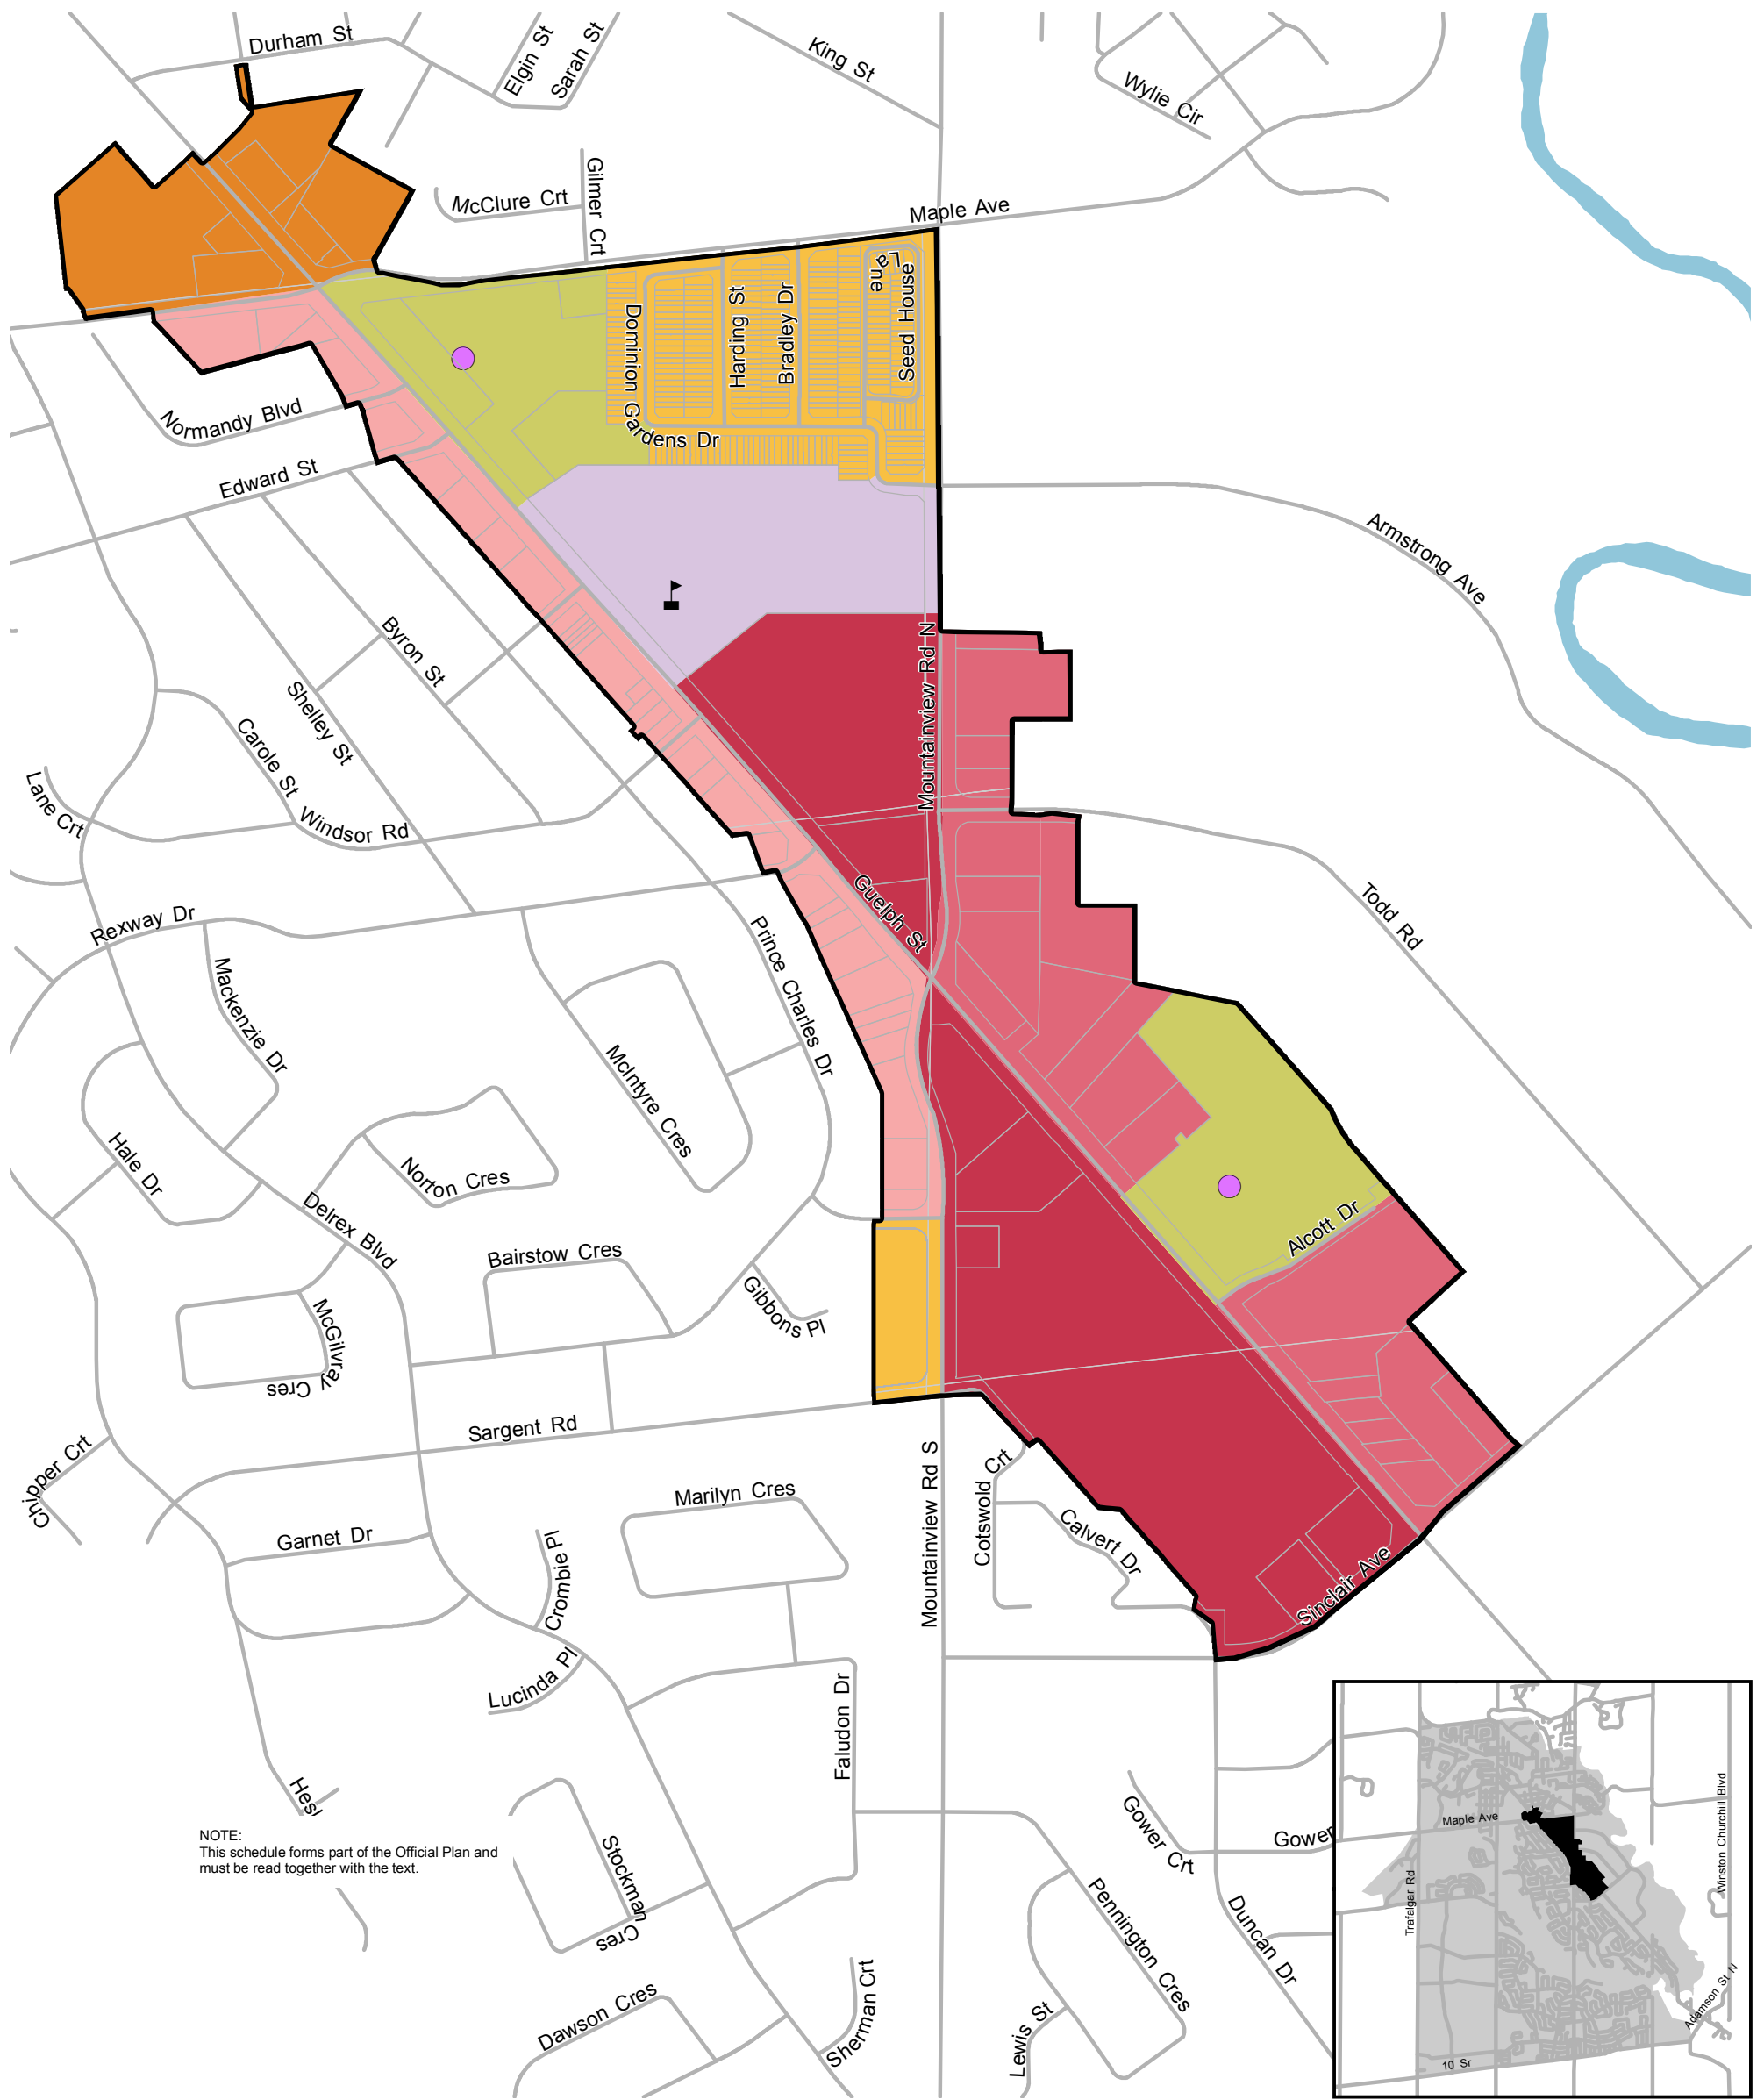 Durham St
Elgin St
Sarah St
King St
Wylie Cir
McClure Crt
Gilmer Crt
Maple Ave
Dominion Gardens Dr
Harding St
Bradley Dr
Seed House Lane
Normandy Blvd
Edward St
Armstrong Ave
Byron St
Shelley St
Carole St
Mountainview Rd N
Lane Crt
Windsor Rd
Guelph St
Todd Rd
Rexway Dr
Prince Charles Dr
Mackenzie Dr
McIntyre Cres
Hale Dr
Norton Cres
Delrex Blvd
Alcott Dr
Bairstow Cres
Gibbons Pl
McGilvray Cres
Sargent Rd
Chipper Crt
Mountainview Rd S
Cotswold Crt
Marilyn Cres
Calvert Dr
Garnet Dr
Crombie Pl
Sinclair Ave
Lucinda Pl
Faludon Dr
Hesl
Gower Crt
Gower
Stockman Cres
Pennington Cres
Duncan Dr
Dawson Cres
Sherman Crt
Lewis St
NOTE:
This schedule forms part of the Official Plan and
must be read together with the text.
Maple Ave
Trafalgar Rd
Winston Churchill Blvd
Adamson St N
10 Sr